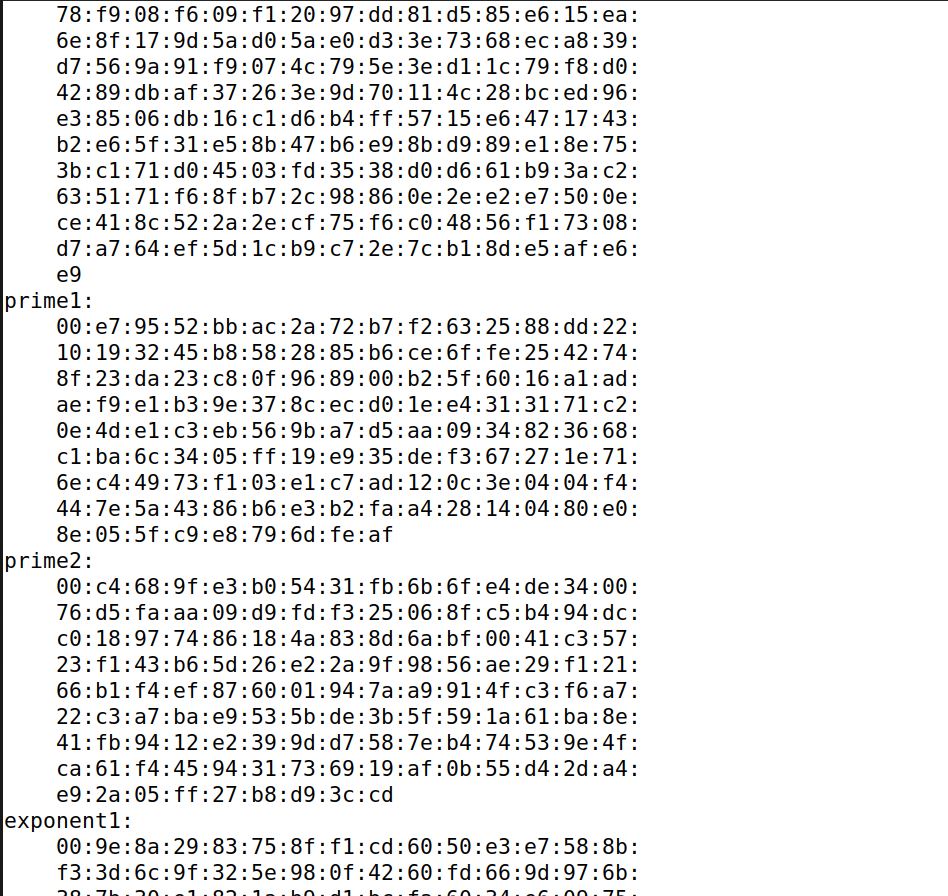 78:f9:08:f6:09:f1:20:97:dd:81:d5:85:e6:15:ea:
6e:8f:17:9d:5a:d0:5a:e0:d3:3e:73:68:ec:a8:39:
d7:56:9a:91:f9:07:4c:79:5e:3e:d1:1c:79:f8:d0:
42:89:db:af:37:26:3e:9d:70:11:4c:28:bc:ed:96:
e3:85:06:db:16:c1:d6:b4:ff:57:15:e6:47:17:43:
b2:e6:5f:31:e5:8b:47:b6:e9:8b:d9:89:e1:8e:75:
3b:c1:71:d0:45:03:fd:35:38:d0:d6:61:b9:3a:c2:
63:51:71:f6:8f:b7:2c:98:86:0e:2e:e2:e7:50:0e:
ce:41:8c:52:2a:2e:cf:75:f6:c0:48:56:f1:73:08:
d7:a7:64:ef:5d:1c:b9:c7:2e:7c:b1:8d:e5:af:e6:
e9
prime1:
00:e7:95:52:bb:ac:2a:72:b7:f2:63:25:88:dd:22:
10:19:32:45:b8:58:28:85:b6:ce:6f:fe:25:42:74:
8f:23:da:23:c8:0f:96:89:00:b2:5f:60:16:a1:ad:
ae:f9:e1:b3:9e:37:8c:ec:d0:1e:e4:31:31:71:c2:
0e:4d:e1:c3:eb:56:9b:a7:d5:aa:09:34:82:36:68:
c1:ba:6c:34:05:ff:19:e9:35:de:f3:67:27:1e:71:
6e:c4:49:73:f1:03:e1:c7:ad:12:0c:3e:04:04:f4:
44:7e:5a:43:86:b6:e3:b2:fa:a4:28:14:04:80:e0:
8e:05:5f:c9:e8:79:6d:fe:af
prime2:
00:c4:68:9f:e3:b0:54:31:fb:6b:6f:e4:de:34:00:
76:d5:fa:aa:09:d9:fd:f3:25:06:8f:c5:b4:94:dc:
c0:18:97:74:86:18:4a:83:8d:6a:bf:00:41:c3:57:
23:f1:43:b6:5d:26:e2:2a:9f:98:56:ae:29:f1:21:
66:b1:f4:ef:87:60:01:94:7a:a9:91:4f:c3:f6:a7:
22:c3:a7:ba:e9:53:5b:de:3b:5f:59:1a:61:ba:8e:
41:fb:94:12:e2:39:9d:d7:58:7e:b4:74:53:9e:4f:
ca:61:f4:45:94:31:73:69:19:af:0b:55:d4:2d:a4:
e9:2a:05:ff:27:b8:d9:3c:cd
exponent1:
00:9e:8a:29:83:75:8f:f1:cd:60:50:e3:e7:58:8b:
f3:3d:6c:9f:32:5e:98:0f:42:60:fd:66:9d:97:6b: